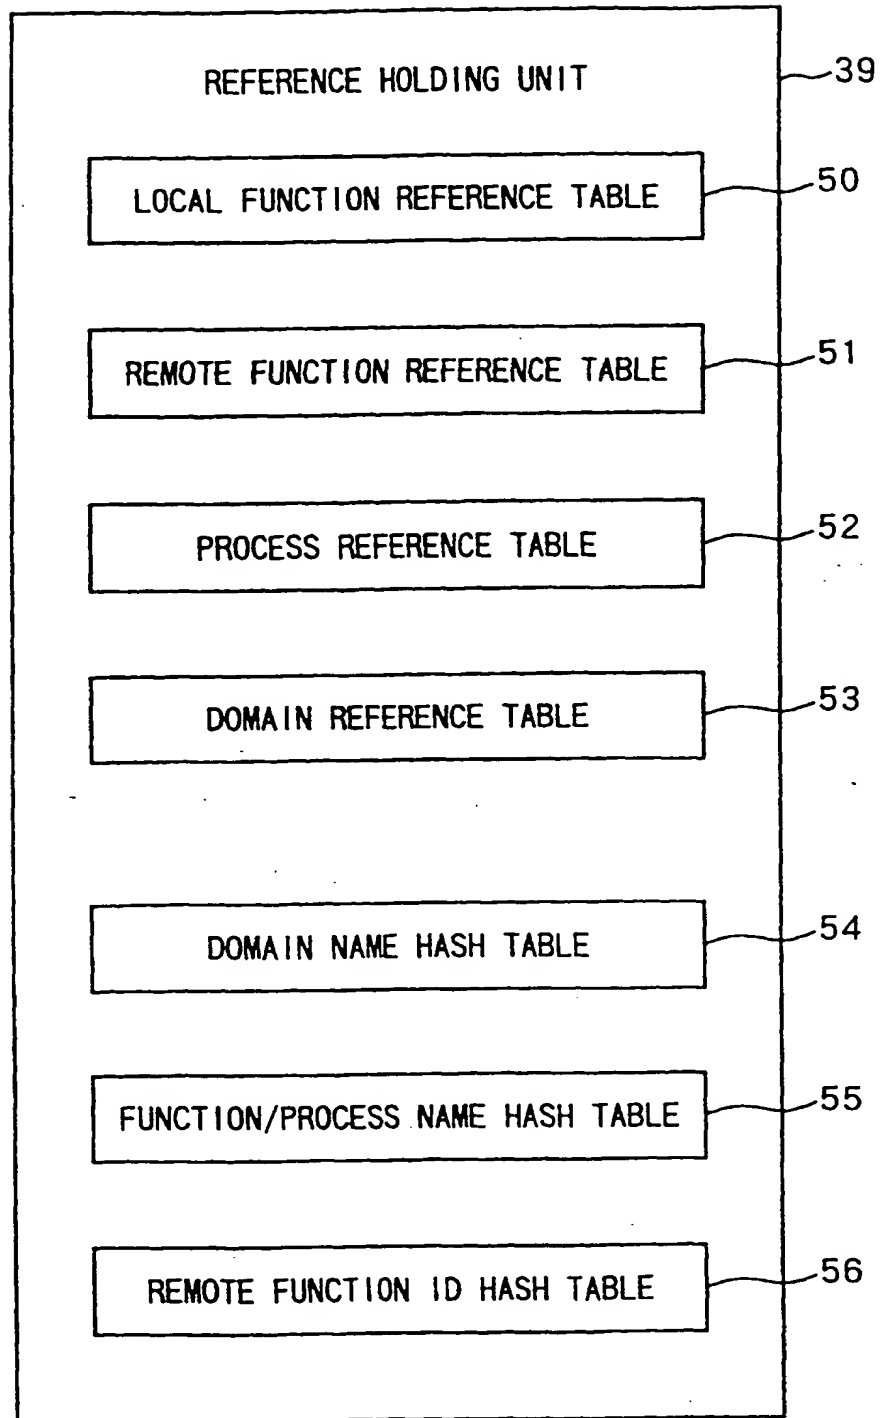 REFERENCE HOLDING UNIT 39
LOCAL FUNCTION REFERENCE TABLE 50
REMOTE FUNCTION REFERENCE TABLE 51
PROCESS REFERENCE TABLE 52
DOMAIN REFERENCE TABLE 53
DOMAIN NAME HASH TABLE 54
FUNCTION/PROCESS NAME HASH TABLE 55
REMOTE FUNCTION ID HASH TABLE 56